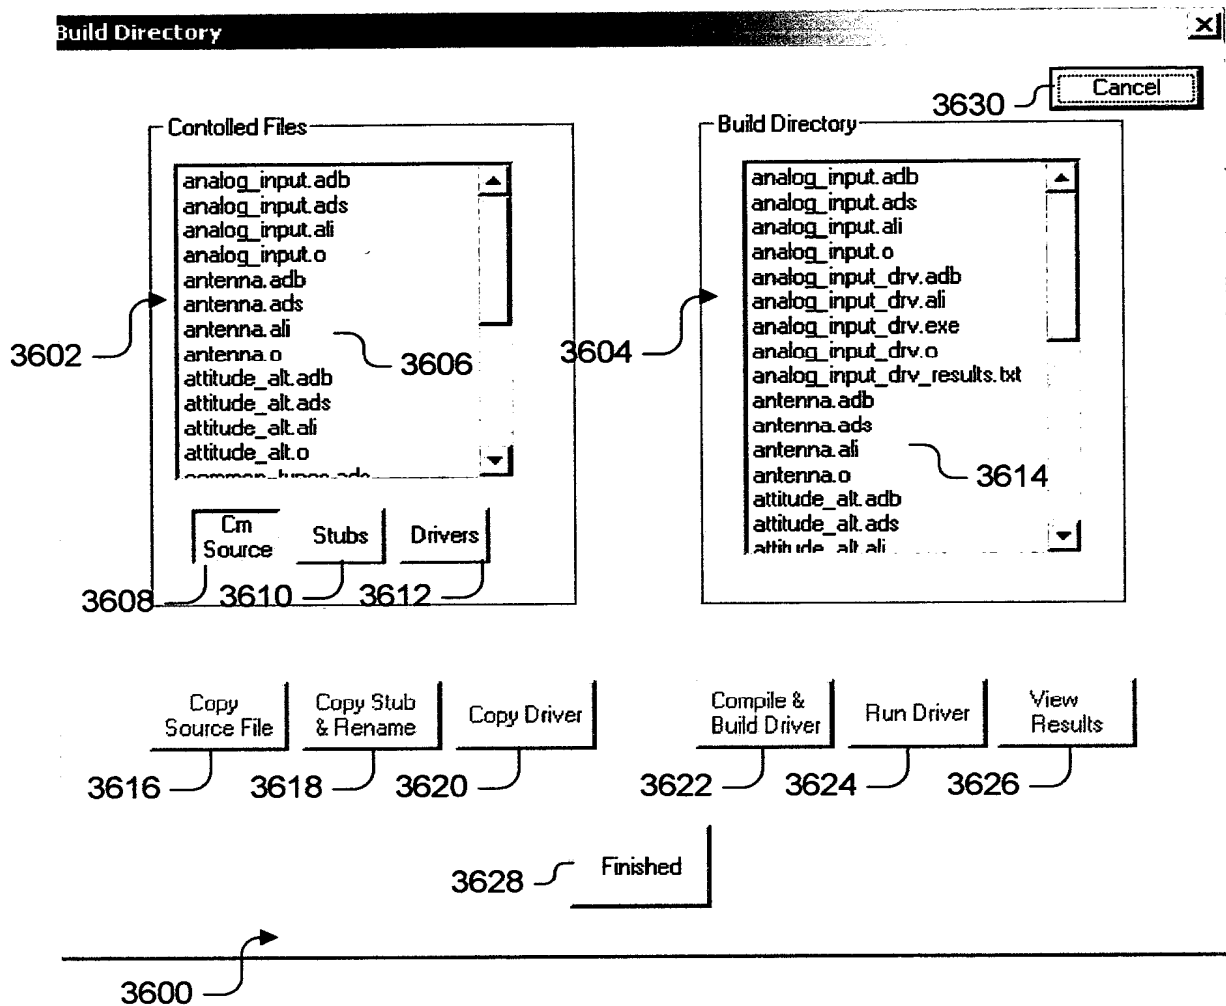 Build Directory
Cancel
3630
Contolled Files
analog_input.adb
analog_input.ads
analog_input.ali
analog_input.o
antenna.adb
antenna.ads
antenna.ali
antenna.o
attitude_alt.adb
attitude_alt.ads
attitude_alt.ali
attitude_alt.o
common_types.ads
3602
3606
Cm
Source
Stubs
Drivers
3608
3610
3612
Build Directory
analog_input.adb
analog_input.ads
analog_input.ali
analog_input.o
analog_input_drv.adb
analog_input_drv.ali
analog_input_drv.exe
analog_input_drv.o
analog_input_drv_results.txt
antenna.adb
antenna.ads
antenna.ali
antenna.o
attitude_alt.adb
attitude_alt.ads
attitude_alt.ali
3604
3614
Copy
Source File
Copy Stub
& Rename
Copy Driver
Compile &
Build Driver
Run Driver
View
Results
3616
3618
3620
3622
3624
3626
Finished
3628
3600